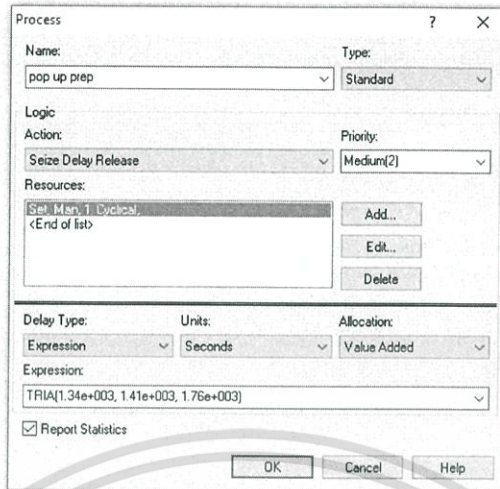 Process ? ×
Name: Type:
pop up prep Standard
Logic
Action: Priority:
Seize Delay Release Medium(2)
Resources:
Set, Man, 1, Cyclical,
<End of list>
Add...
Edit...
Delete
Delay Type: Units: Allocation:
Expression Seconds Value Added
Expression:
TRIA(1.34e+003, 1.41e+003, 1.76e+003)
Report Statistics
OK Cancel Help